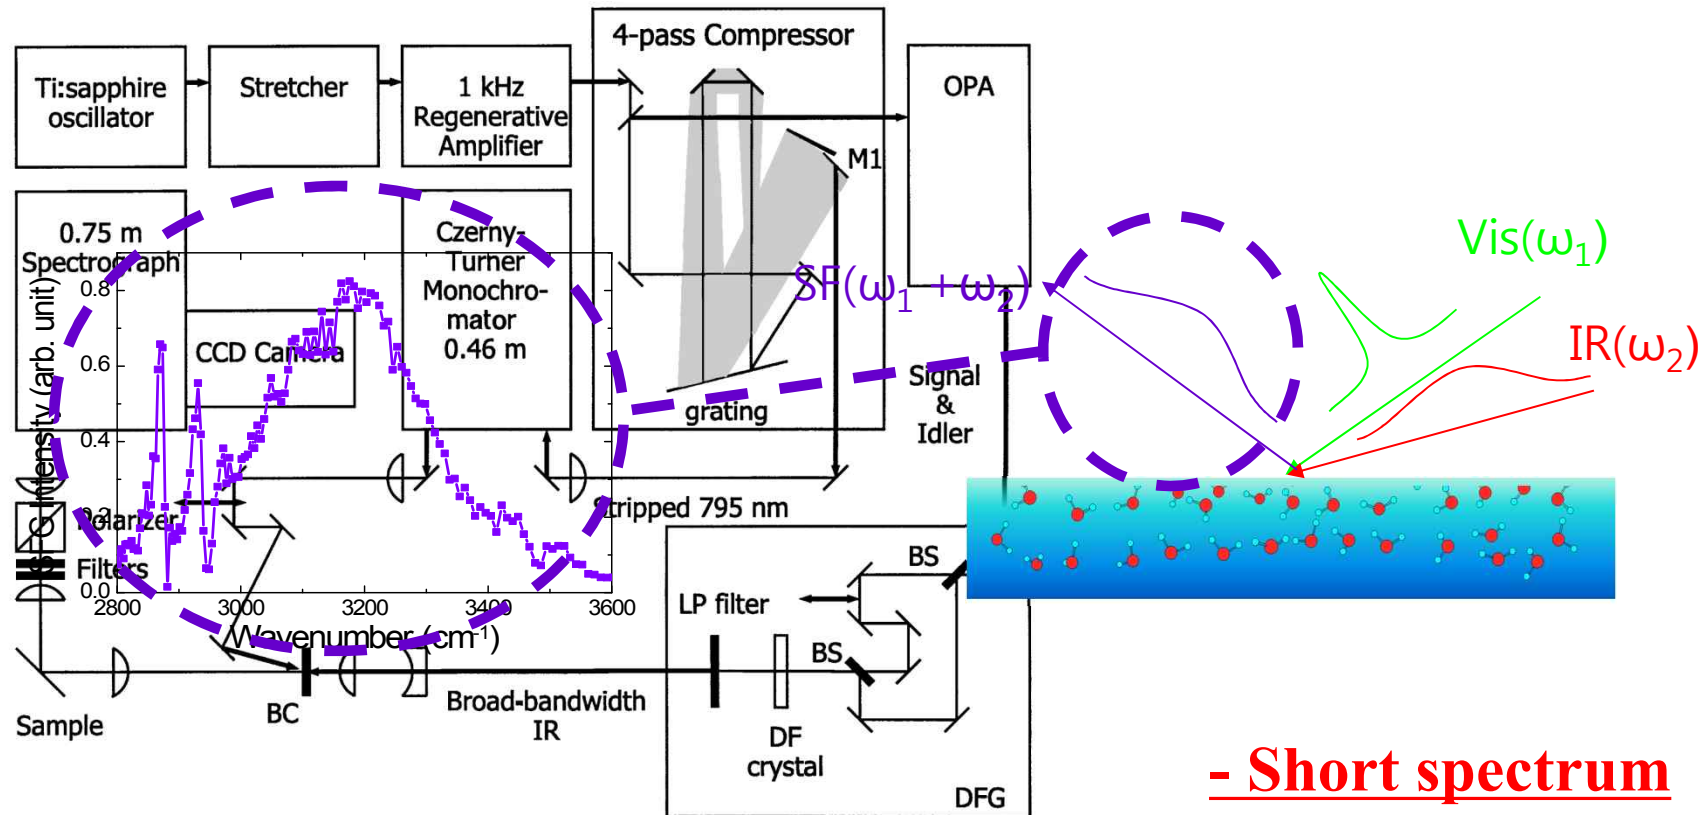 4-pass Compressor
Ti:sapphire
oscillator
Stretcher
1 kHz
Regenerative
Amplifier
OPA
M1
0.75 m
Spectrograph
Czerny-
Turner
Monochro-
mator
0.46 m
CCD Camera
grating
Signal
&
Idler
SF(ω₁ +ω₂)
Vis(ω₁)
IR(ω₂)
Stripped 795 nm
Polarizer
Filters
SFG Intensity (arb. unit)
0.8
0.6
0.4
0.2
0.0
2800
3000
3200
3400
3600
Wavenumber (cm⁻¹)
Sample
BC
Broad-bandwidth
IR
LP filter
BS
BS
DF
crystal
DFG
- Short spectrum